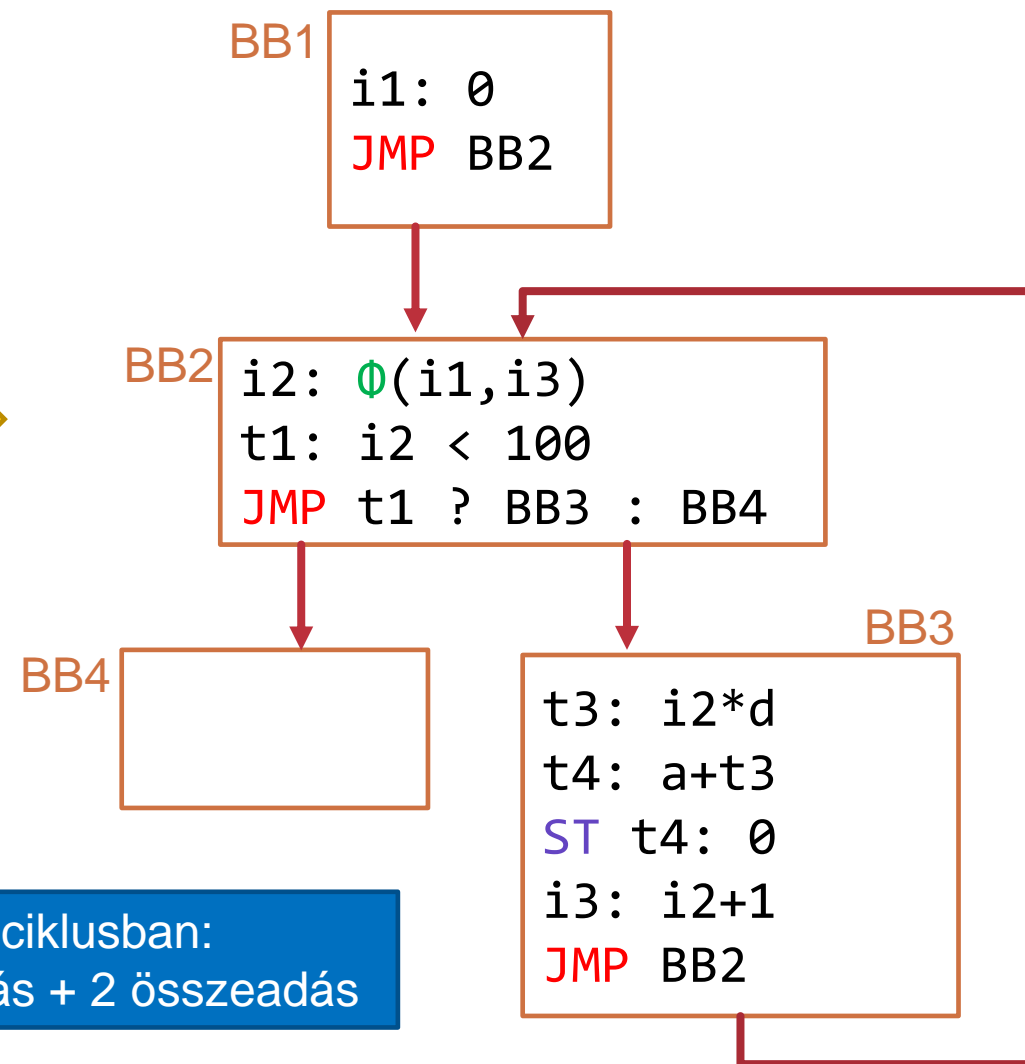 BB1
i1: 0
JMP BB2
BB2
i2: Φ(i1,i3)
t1: i2 < 100
JMP t1 ? BB3 : BB4
BB4
BB3
t3: i2*d
t4: a+t3
ST t4: 0
i3: i2+1
JMP BB2
ciklusban:
ás + 2 összeadás